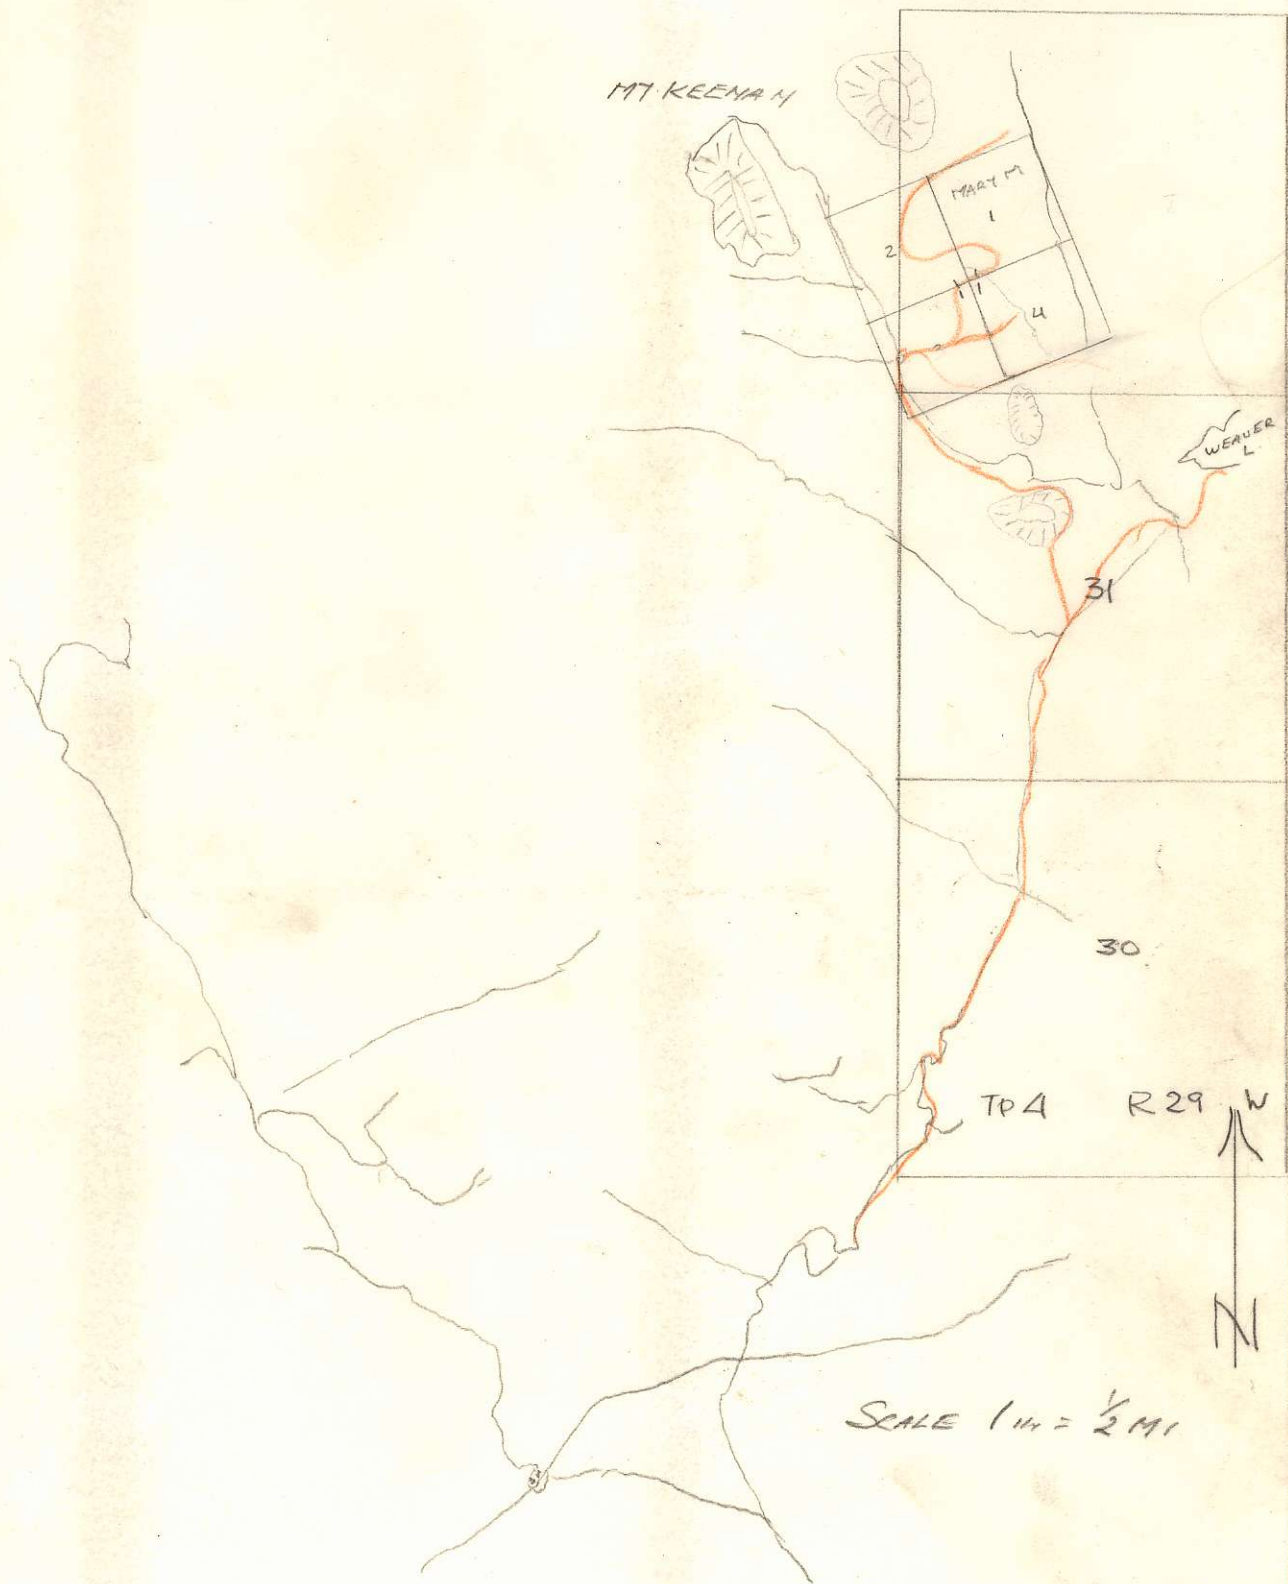 MT. KEENAN
MARY M
1
2
4
WEAVER
L
31
30
TP 4 R 29 W
N
SCALE 1 IN = 1/2 MI